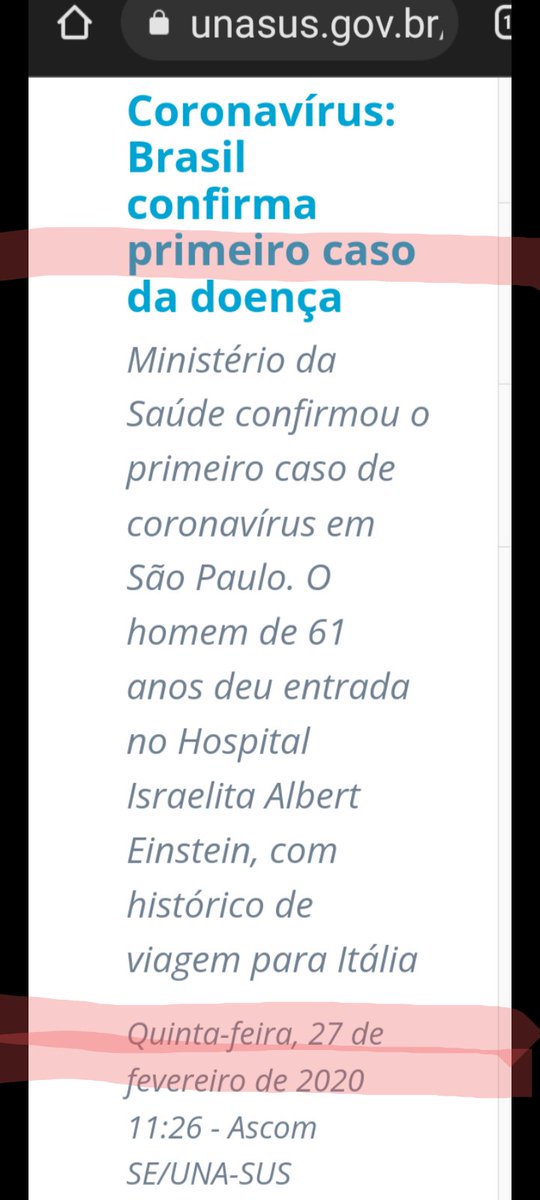 unasus.gov.br,
Coronavírus:
Brasil
confirma
primeiro caso
da doença
Ministério da
Saúde confirmou o
primeiro caso de
coronavírus em
São Paulo. O
homem de 61
anos deu entrada
no Hospital
Israelita Albert
Einstein, com
histórico de
viagem para Itália
Quinta-feira, 27 de
fevereiro de 2020
11:26 - Ascom
SE/UNA-SUS